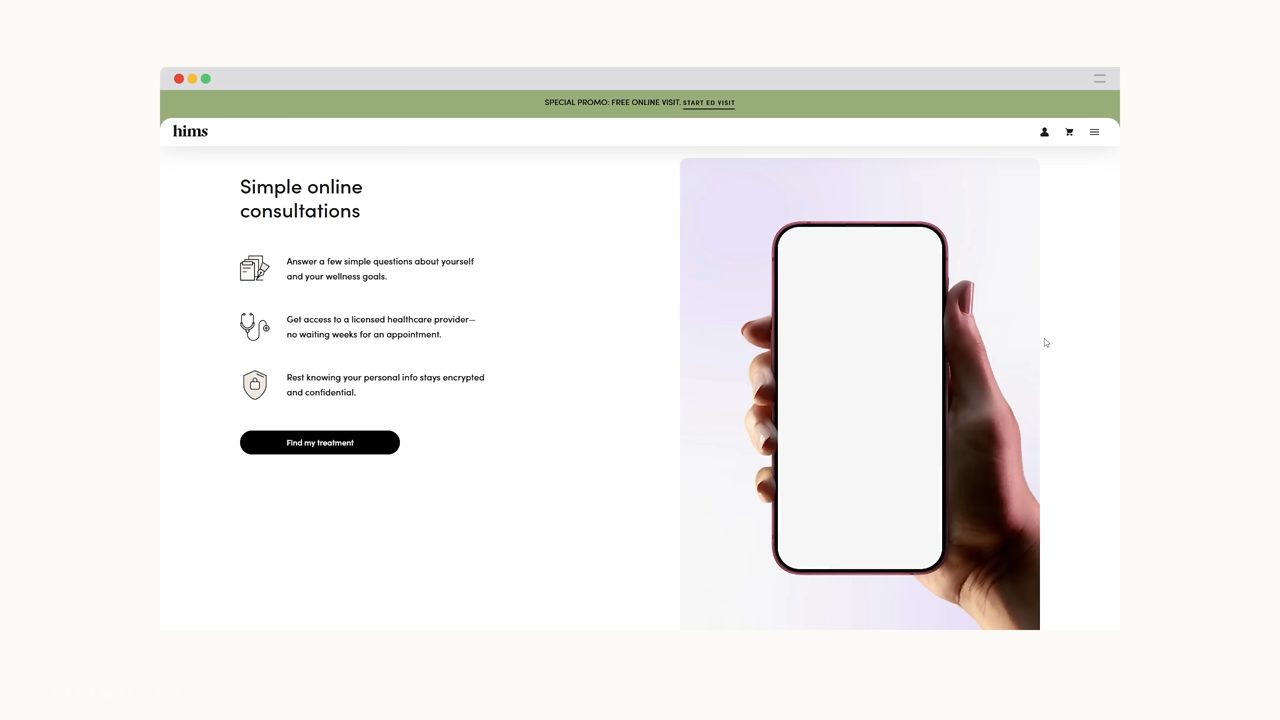 SPECIAL PROMO: FREE ONLINE VISIT. START ED VISIT
hims
Simple online
consultations
Answer a few simple questions about yourself
and your wellness goals.
Get access to a licensed healthcare provider—
no waiting weeks for an appointment.
Rest knowing your personal info stays encrypted
and confidential.
Find my treatment